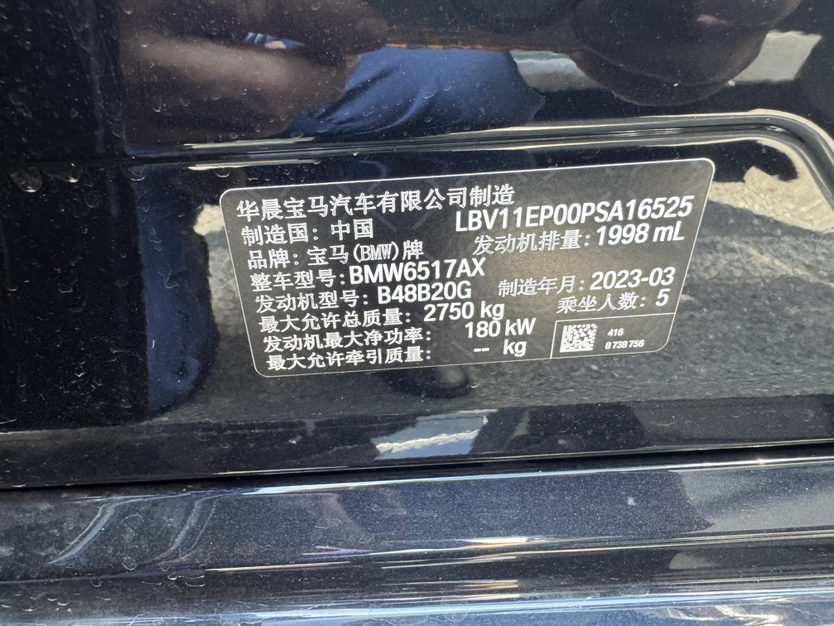 华晨宝马汽车有限公司制造
制造国: 中国 LBV11EP00PSA16525
品牌: 宝马(BMW)牌 发动机排量: 1998 mL
整车型号: BMW6517AX
发动机型号: B48B20G 制造年月: 2023-03
最大允许总质量: 2750 kg 乘坐人数: 5
发动机最大净功率: 180 kW
最大允许牵引质量: -- kg
416
8 738 756